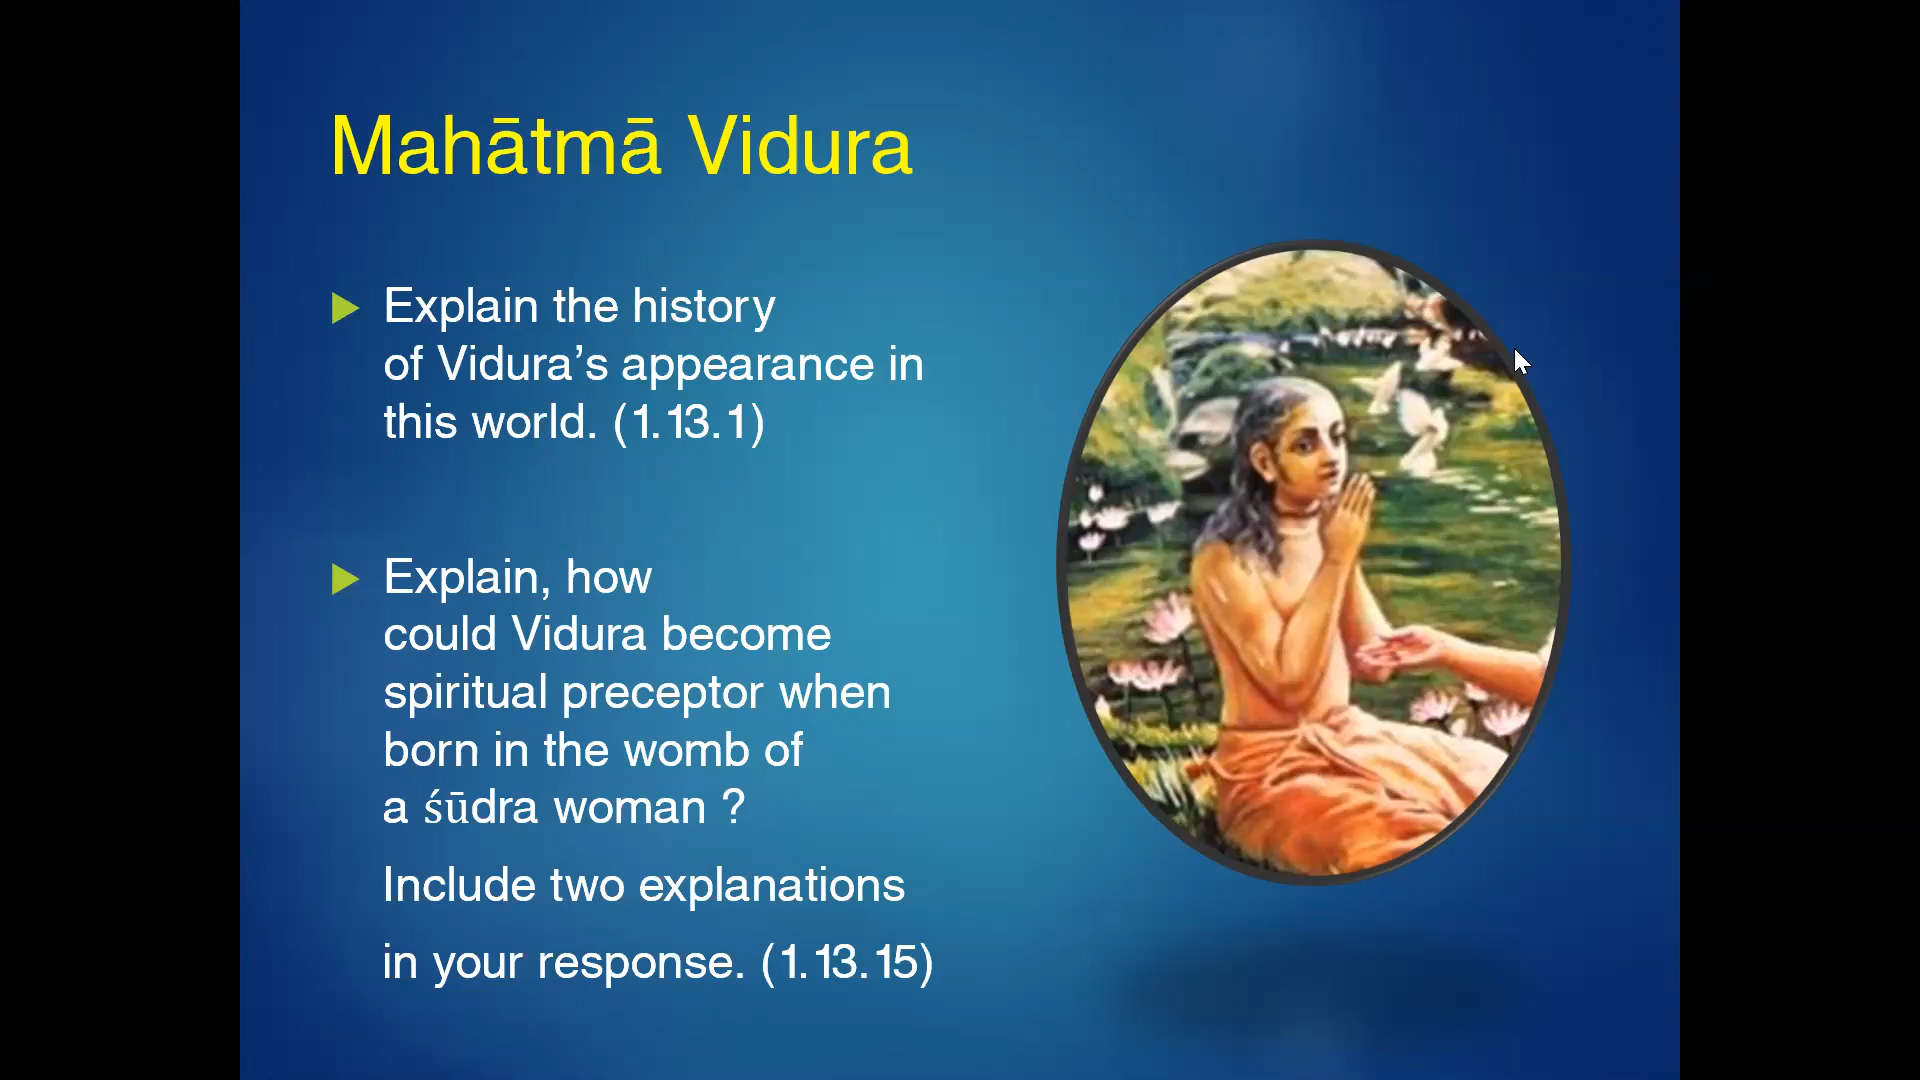 Mahātmā Vidura
Explain the history
of Vidura’s appearance in
this world. (1.13.1)
Explain, how
could Vidura become
spiritual preceptor when
born in the womb of
a śūdra woman ?
Include two explanations
in your response. (1.13.15)